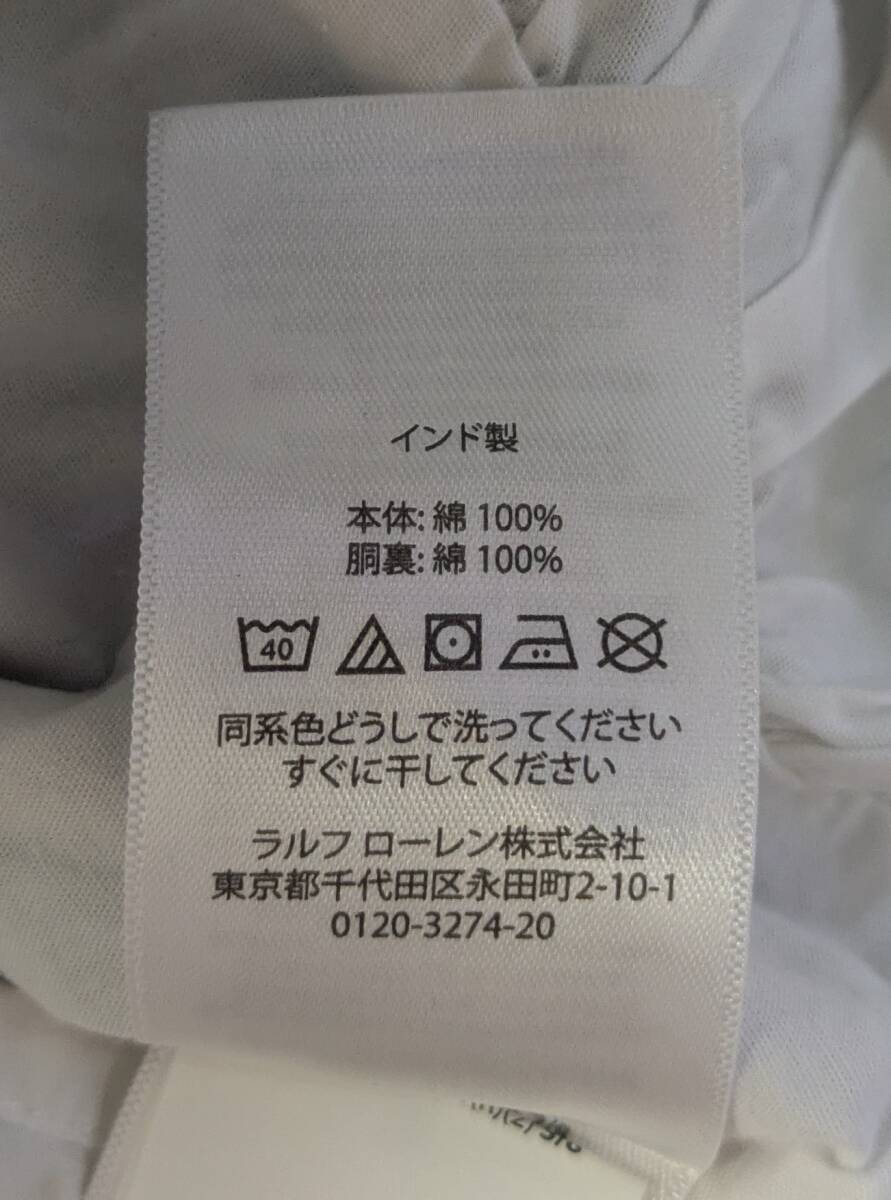 インド製
本体: 綿 100%
胴裏: 綿 100%
40
同系色どうしで洗ってください
すぐに干してください
ラルフ ローレン株式会社
東京都千代田区永田町2-10-1
0120-3274-20